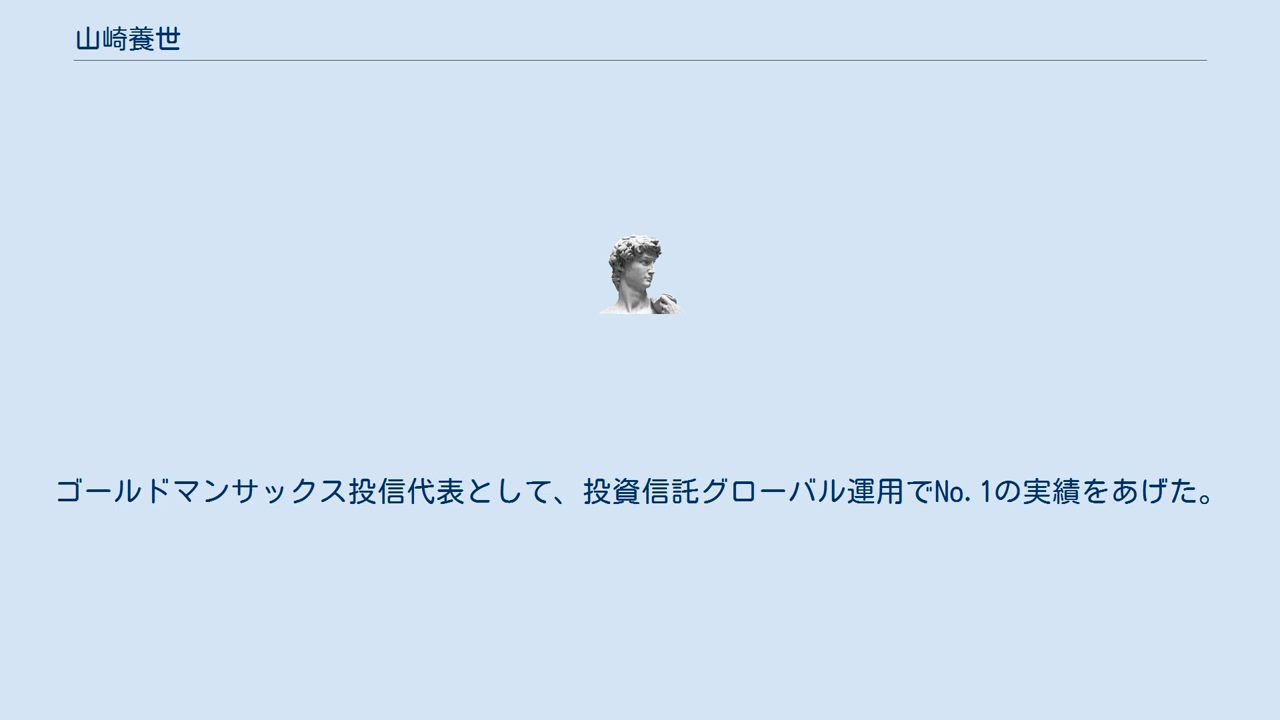 山崎養世
ゴールドマンサックス投信代表として、投資信託グローバル運用でNo.1の実績をあげた。